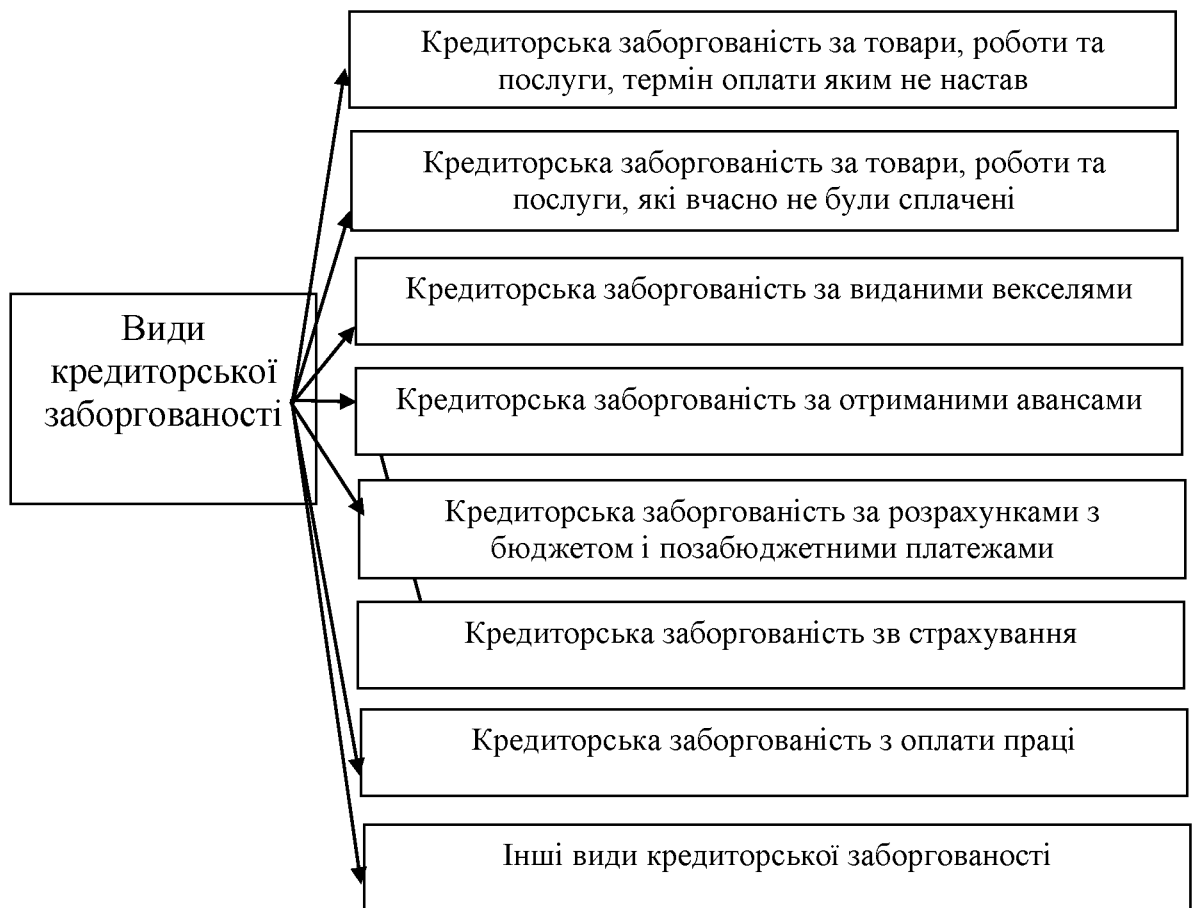 Кредиторська заборгованість за товари, роботи та
послуги, термін оплати яким не настав
Кредиторська заборгованість за товари, роботи та
послуги, які вчасно не були сплачені
Кредиторська заборгованість за виданими векселями
Види
кредиторської
заборгованості
Кредиторська заборгованість за отриманими авансами
Кредиторська заборгованість за розрахунками з
бюджетом і позабюджетними платежами
Кредиторська заборгованість зв страхування
Кредиторська заборгованість з оплати праці
Інші види кредиторської заборгованості